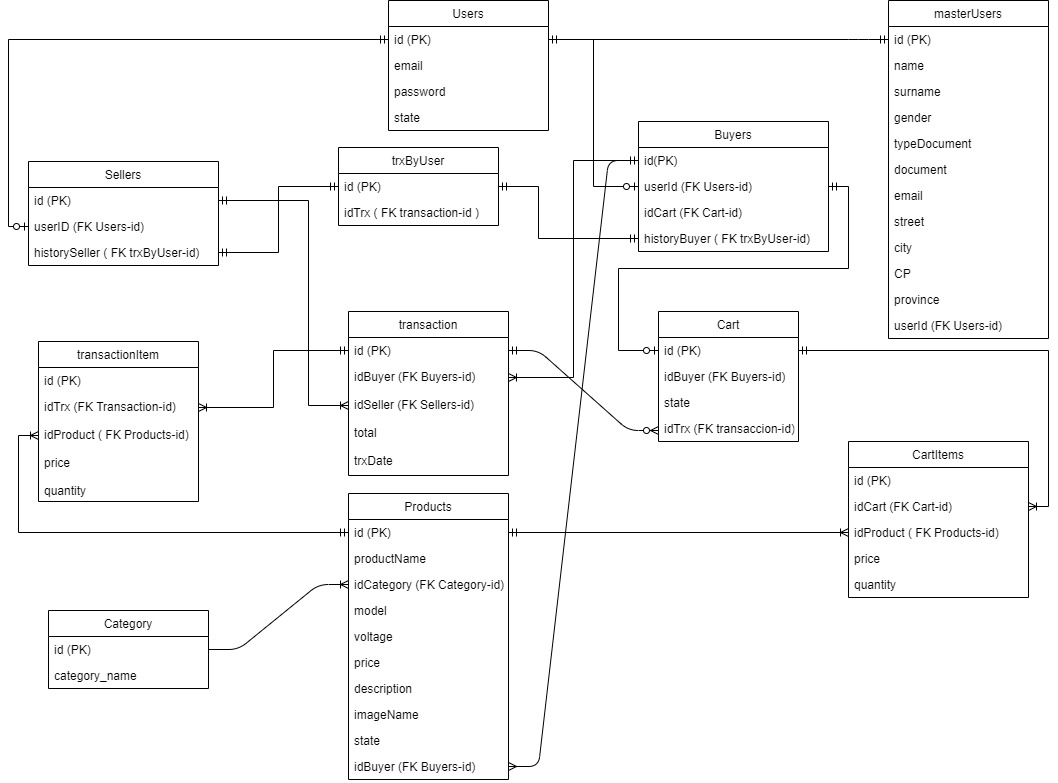 Users
id (PK)
email
password
state
masterUsers
id (PK)
name
surname
gender
typeDocument
document
email
street
city
CP
province
userId (FK Users-id)
Buyers
id(PK)
userId (FK Users-id)
idCart (FK Cart-id)
historyBuyer ( FK trxByUser-id)
trxByUser
id (PK)
idTrx ( FK transaction-id )
Sellers
id (PK)
userID (FK Users-id)
historySeller ( FK trxByUser-id)
transaction
id (PK)
idBuyer (FK Buyers-id)
idSeller (FK Sellers-id)
total
trxDate
Cart
id (PK)
idBuyer (FK Buyers-id)
state
idTrx (FK transaccion-id)
transactionItem
id (PK)
idTrx (FK Transaction-id)
idProduct ( FK Products-id)
price
quantity
CartItems
id (PK)
idCart (FK Cart-id)
idProduct ( FK Products-id)
price
quantity
Products
id (PK)
productName
idCategory (FK Category-id)
model
voltage
price
description
imageName
state
idBuyer (FK Buyers-id)
Category
id (PK)
category_name